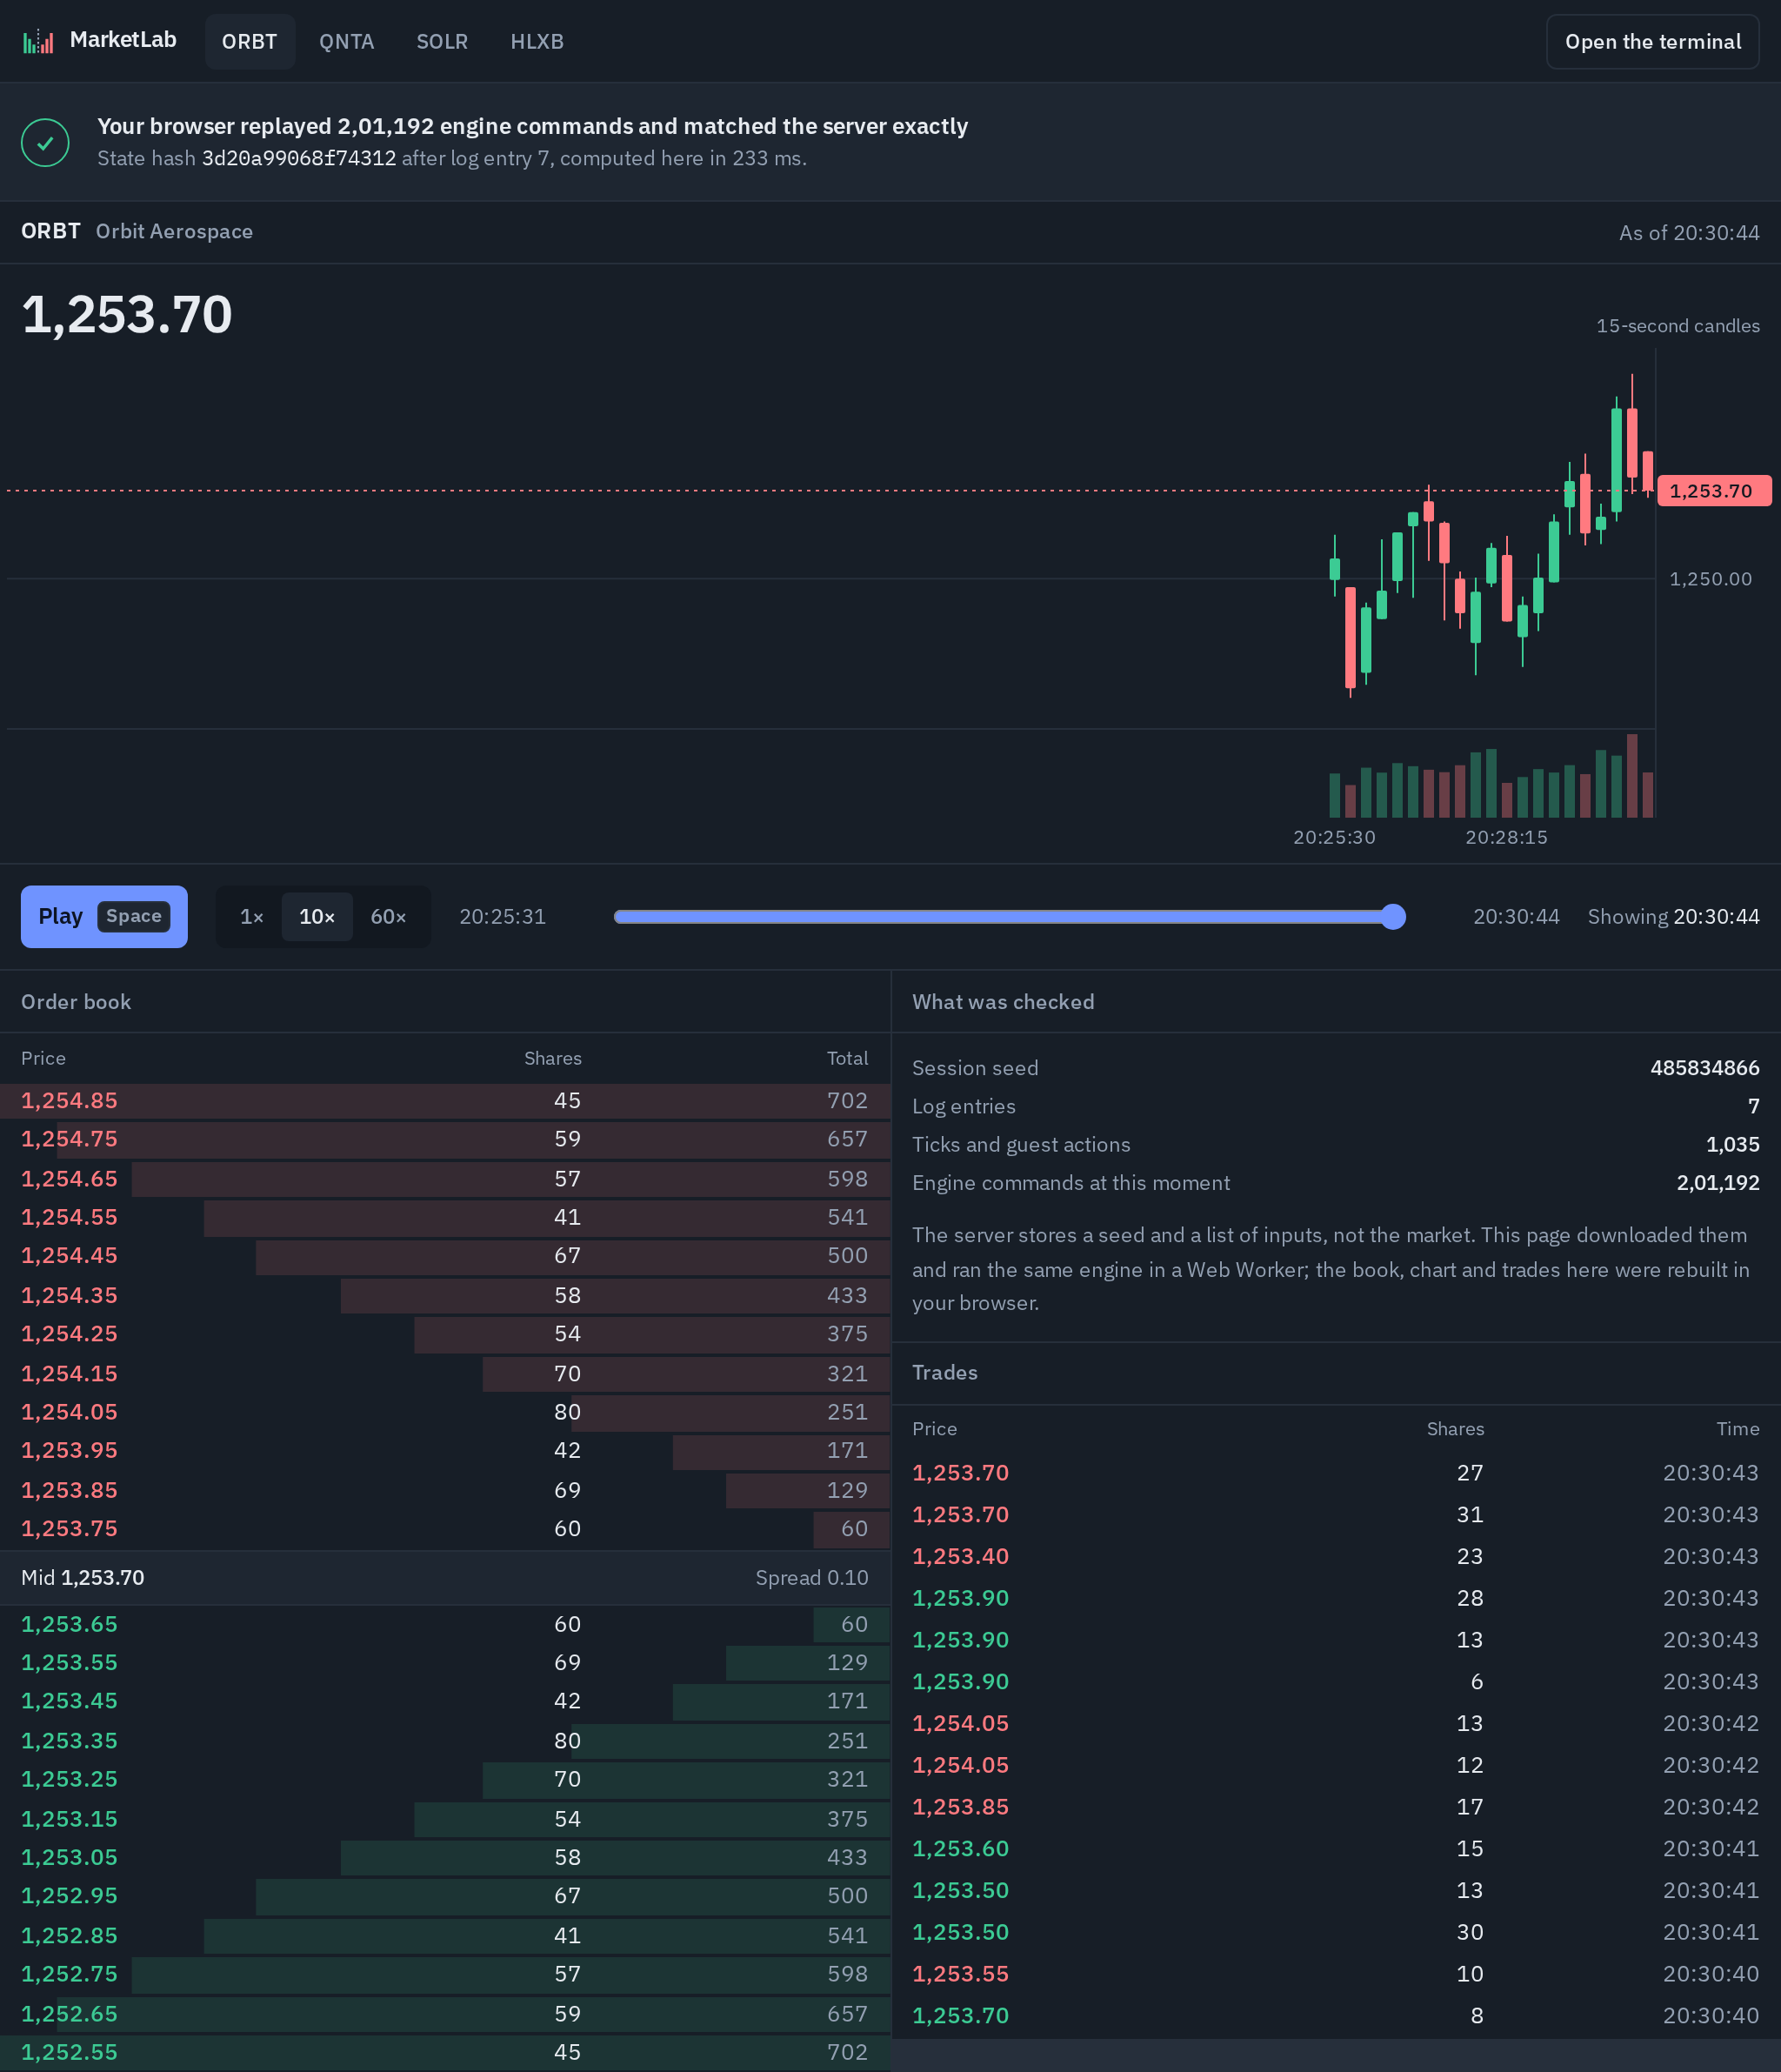 MarketLab ORBT QNTA SOLR HLXB Open the terminal
Your browser replayed 2,01,192 engine commands and matched the server exactly
State hash 3d20a99068f74312 after log entry 7, computed here in 233 ms.
ORBT Orbit Aerospace As of 20:30:44
1,253.70
15-second candles
1,253.70
1,250.00
20:25:30 20:28:15
Play Space 1× 10× 60× 20:25:31 20:30:44 Showing 20:30:44
Order book
Price Shares Total
1,254.85 45 702
1,254.75 59 657
1,254.65 57 598
1,254.55 41 541
1,254.45 67 500
1,254.35 58 433
1,254.25 54 375
1,254.15 70 321
1,254.05 80 251
1,253.95 42 171
1,253.85 69 129
1,253.75 60 60
Mid 1,253.70 Spread 0.10
1,253.65 60 60
1,253.55 69 129
1,253.45 42 171
1,253.35 80 251
1,253.25 70 321
1,253.15 54 375
1,253.05 58 433
1,252.95 67 500
1,252.85 41 541
1,252.75 57 598
1,252.65 59 657
1,252.55 45 702
What was checked
Session seed 485834866
Log entries 7
Ticks and guest actions 1,035
Engine commands at this moment 2,01,192
The server stores a seed and a list of inputs, not the market. This page downloaded them
and ran the same engine in a Web Worker; the book, chart and trades here were rebuilt in
your browser.
Trades
Price Shares Time
1,253.70 27 20:30:43
1,253.70 31 20:30:43
1,253.40 23 20:30:43
1,253.90 28 20:30:43
1,253.90 13 20:30:43
1,253.90 6 20:30:43
1,254.05 13 20:30:42
1,254.05 12 20:30:42
1,253.85 17 20:30:42
1,253.60 15 20:30:41
1,253.50 13 20:30:41
1,253.50 30 20:30:41
1,253.55 10 20:30:40
1,253.70 8 20:30:40